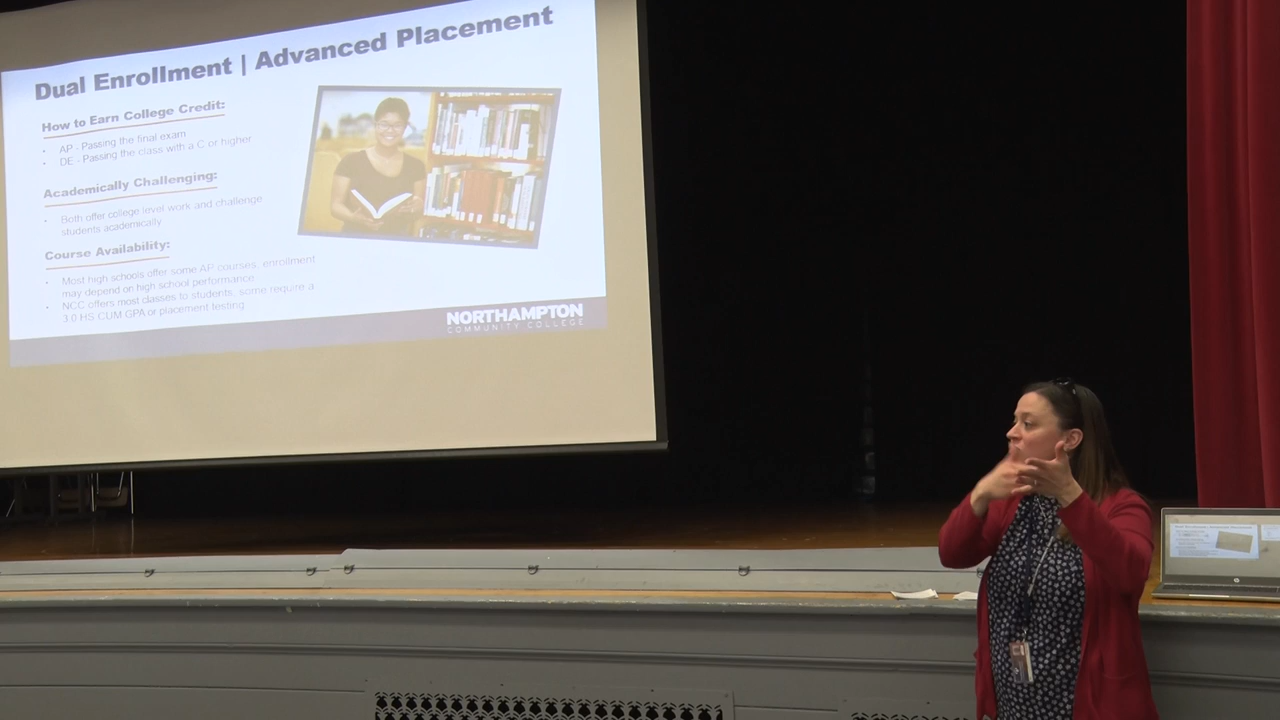 Dual Enrollment | Advanced Placement
How to Earn College Credit:
• AP - Passing the final exam
• DE - Passing the class with a C or higher
Academically Challenging:
• Both offer college level work and challenge
students academically
Course Availability:
• Most high schools offer some AP courses, enrollment
may depend on high school performance
• NCC offers most classes to students, some require a
3.0 HS CUM GPA or placement testing
NORTHAMPTON
COMMUNITY COLLEGE